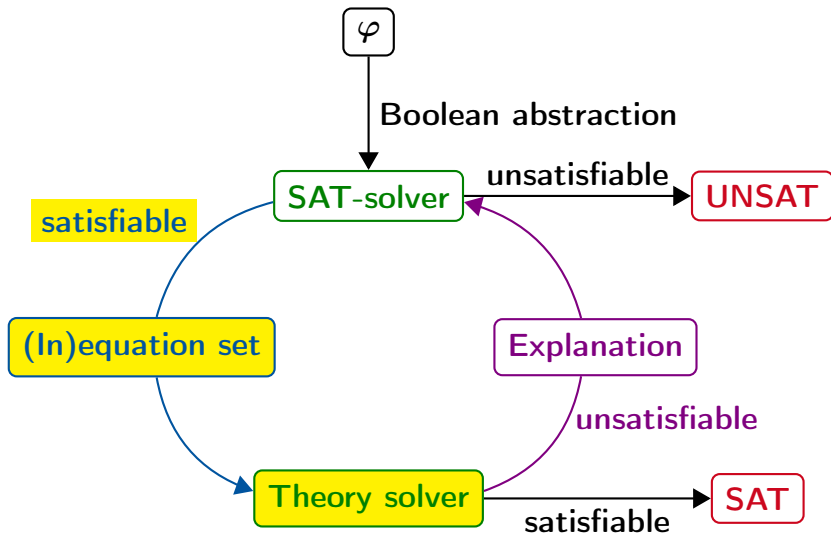 φ
Boolean abstraction
SAT-solver
unsatisfiable
UNSAT
satisfiable
(In)equation set
Explanation
unsatisfiable
Theory solver
satisfiable
SAT